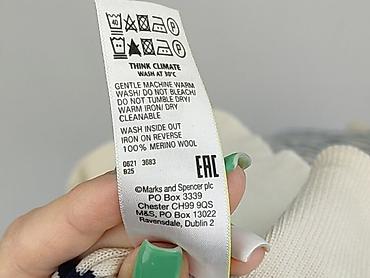 40
P
P
THINK CLIMATE
WASH AT 30°C
GENTLE MACHINE WARM
WASH/ DO NOT BLEACH/
DO NOT TUMBLE DRY/
WARM IRON/ DRY
CLEANABLE
WASH INSIDE OUT
IRON ON REVERSE
100% MERINO WOOL
0621 3683
B25
EAC
©Marks and Spencer plc
PO Box 3339
Chester CH99 9QS
M&S, PO Box 13022
Ravensdale, Dublin 2